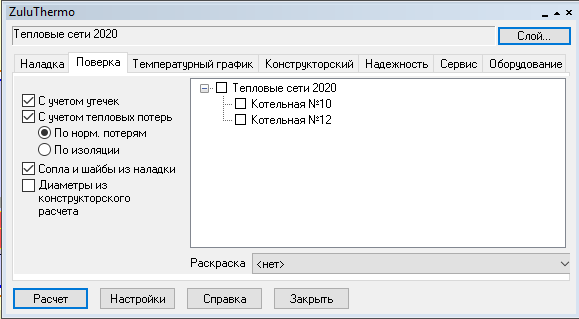 ZuluThermo
Тепловые сети 2020
Слой...
Наладка Поверка Температурный график Конструкторский Надежность Сервис Оборудование
С учетом утечек
С учетом тепловых потерь
По норм. потерям
По изоляции
Сопла и шайбы из наладки
Диаметры из
конструкторского
расчета
Тепловые сети 2020
Котельная №10
Котельная №12
Раскраска <нет>
Расчет Настройки Справка Закрыть